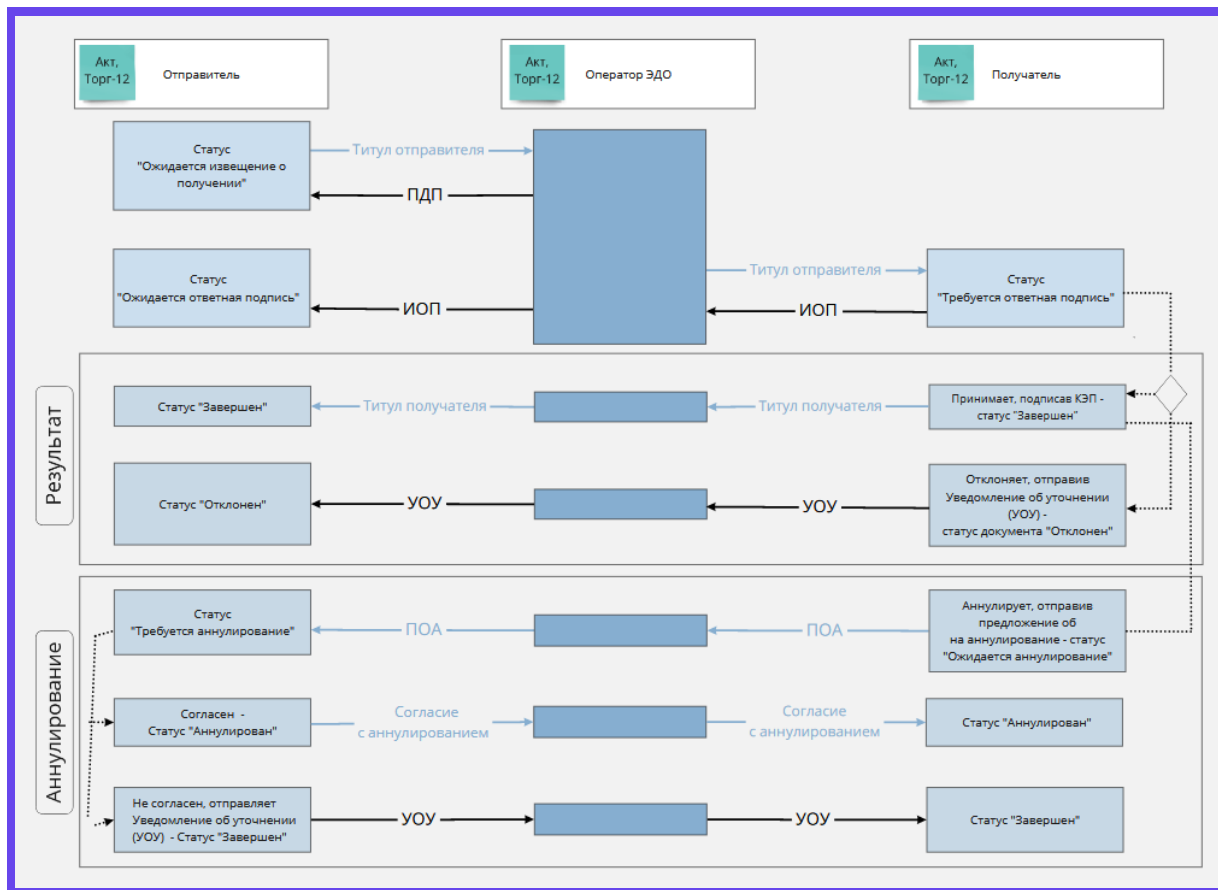 Акт,
Торг-12
Отправитель
Акт,
Торг-12
Оператор ЭДО
Акт,
Торг-12
Получатель
Статус
"Ожидается извещение о
получении"
Титул отправителя
ПДП
Статус
"Ожидается ответная подпись"
Титул отправителя
Статус
"Требуется ответная подпись"
ИОП
ИОП
Результат
Статус "Завершен"
Титул получателя
Титул получателя
Принимает, подписав КЭП -
статус "Завершен"
Статус "Отклонен"
УОУ
УОУ
Отклоняет, отправив
Уведомление об уточнении
(УОУ) -
статус документа "Отклонен"
Аннулирование
Статус
"Требуется аннулирование"
ПОА
ПОА
Аннулирует, отправив
предложение об
на аннулирование - статус
"Ожидается аннулирование"
Согласен -
Статус "Аннулирован"
Согласие
с аннулированием
Согласие
с аннулированием
Статус "Аннулирован"
Не согласен, отправляет
Уведомление об уточнении
(УОУ) - Статус "Завершен"
УОУ
УОУ
Статус "Завершен"